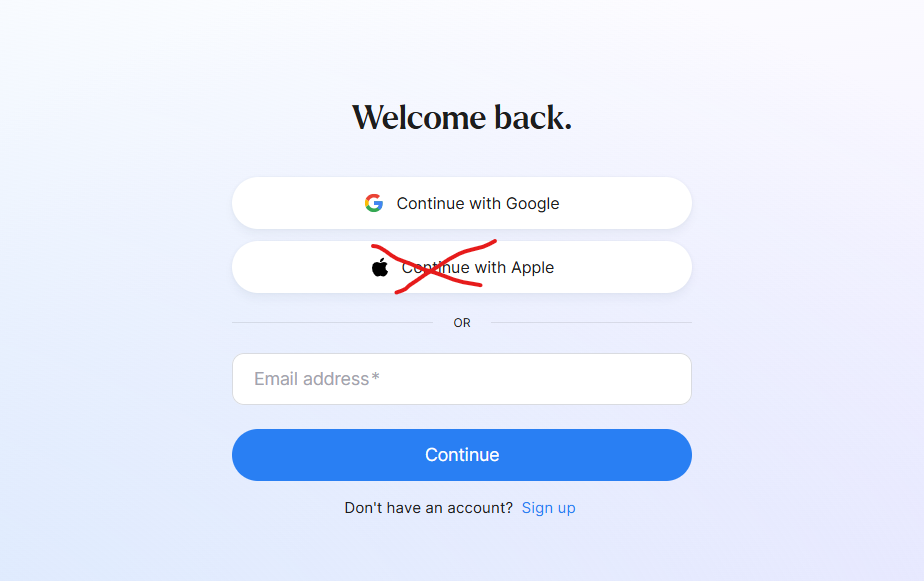 Welcome back.
Continue with Google
Continue with Apple
OR
Email address*
Continue
Don't have an account? Sign up